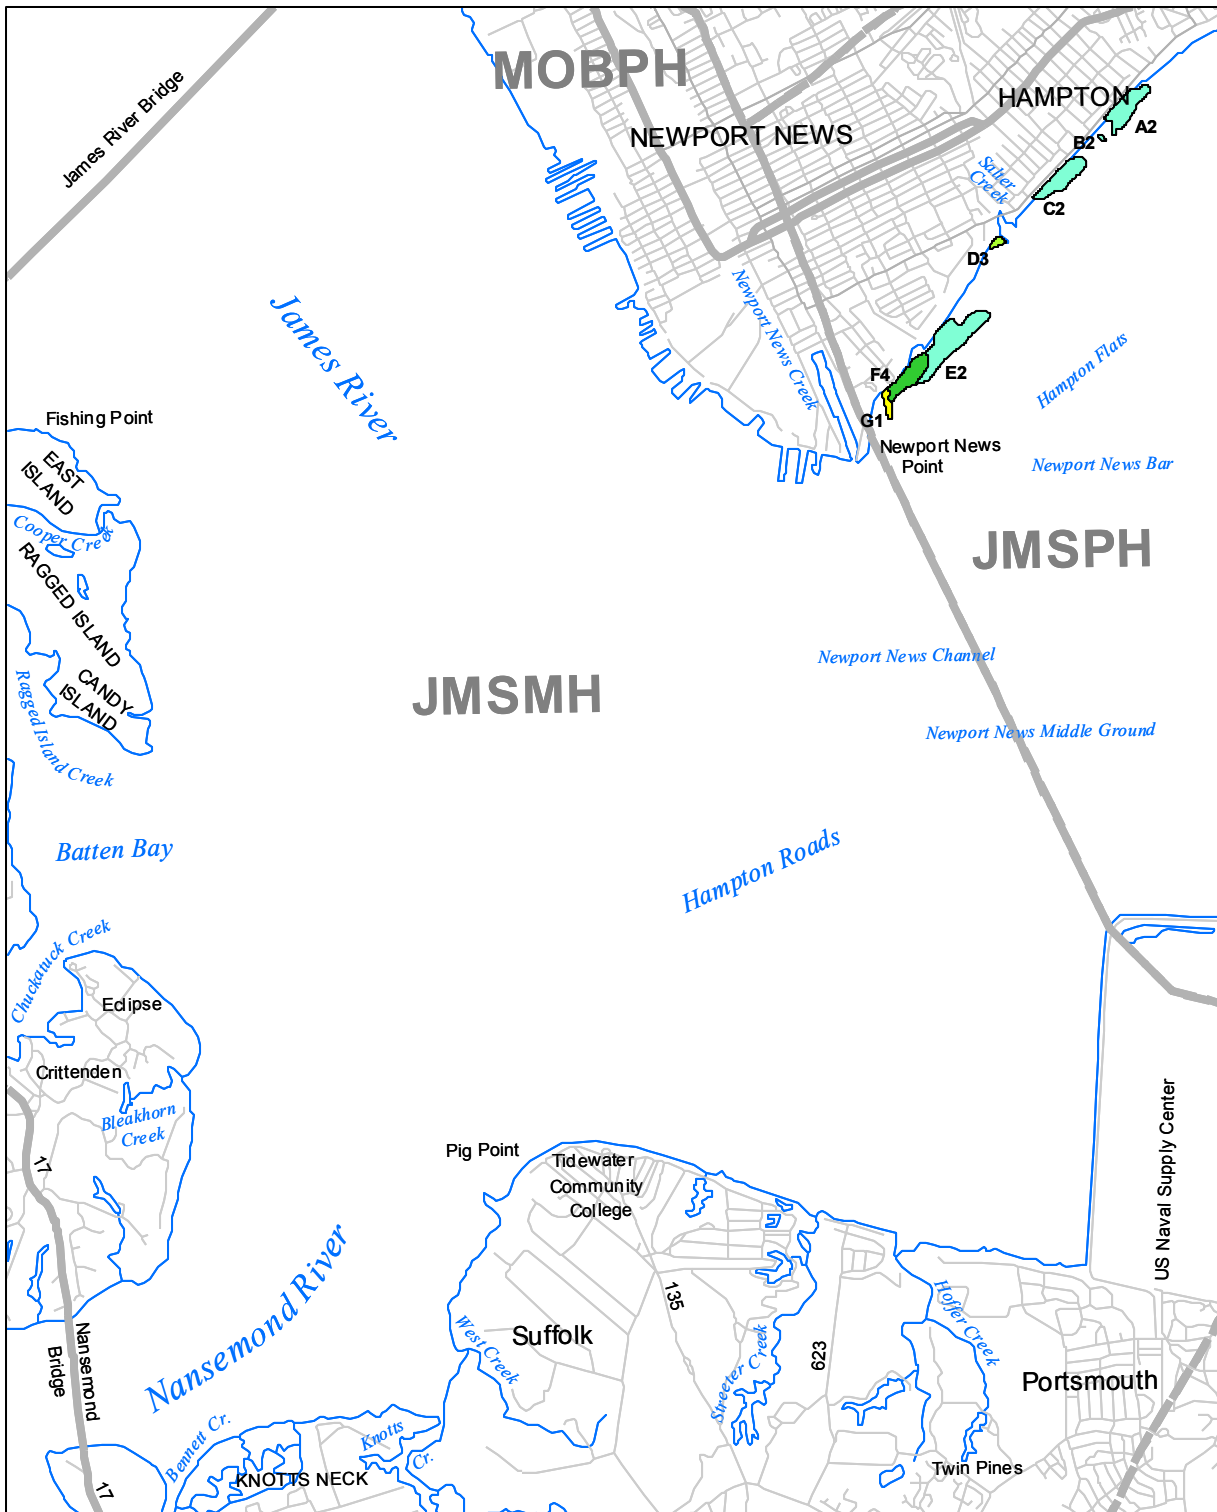 MOBPH
James River Bridge
HAMPTON
NEWPORT NEWS
A2
B2
Salter
Creek
C2
D3
Newport News Creek
James River
Hampton Flats
F4
E2
G1
Fishing Point
Newport News
Point
Newport News Bar
EAST
ISLAND
Cooper Creek
RAGGED ISLAND
JMSPH
Newport News Channel
CANDY
ISLAND
JMSMH
Ragged Island Creek
Newport News Middle Ground
Batten Bay
Hampton Roads
Chuckatuck Creek
Eclipse
Crittenden
Bleakhorn
Creek
US Naval Supply Center
Pig Point
Tidewater
Community
College
17
Nansemond River
135
Hoffer Creek
West Creek
Suffolk
Streeter Creek
623
Nansemond
Bridge
Portsmouth
Bennett Cr.
Knotts
Cr.
KNOTTS NECK
Twin Pines
17